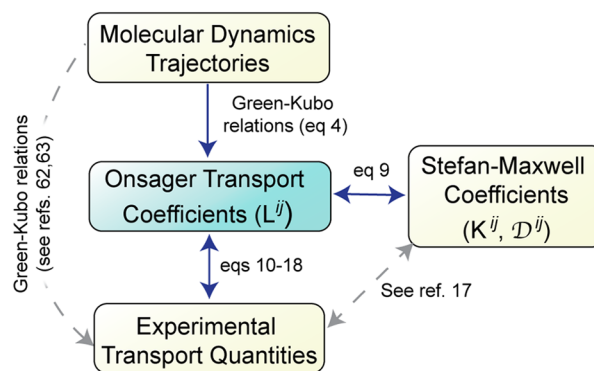 Molecular Dynamics
Trajectories
Green-Kubo relations
(see refs. 62,63)
Green-Kubo
relations (eq 4)
Onsager Transport
Coefficients (L^{ij})
eq 9
Stefan-Maxwell
Coefficients
(K^{ij}, 𝒟^{ij})
eqs 10-18
See ref. 17
Experimental
Transport Quantities